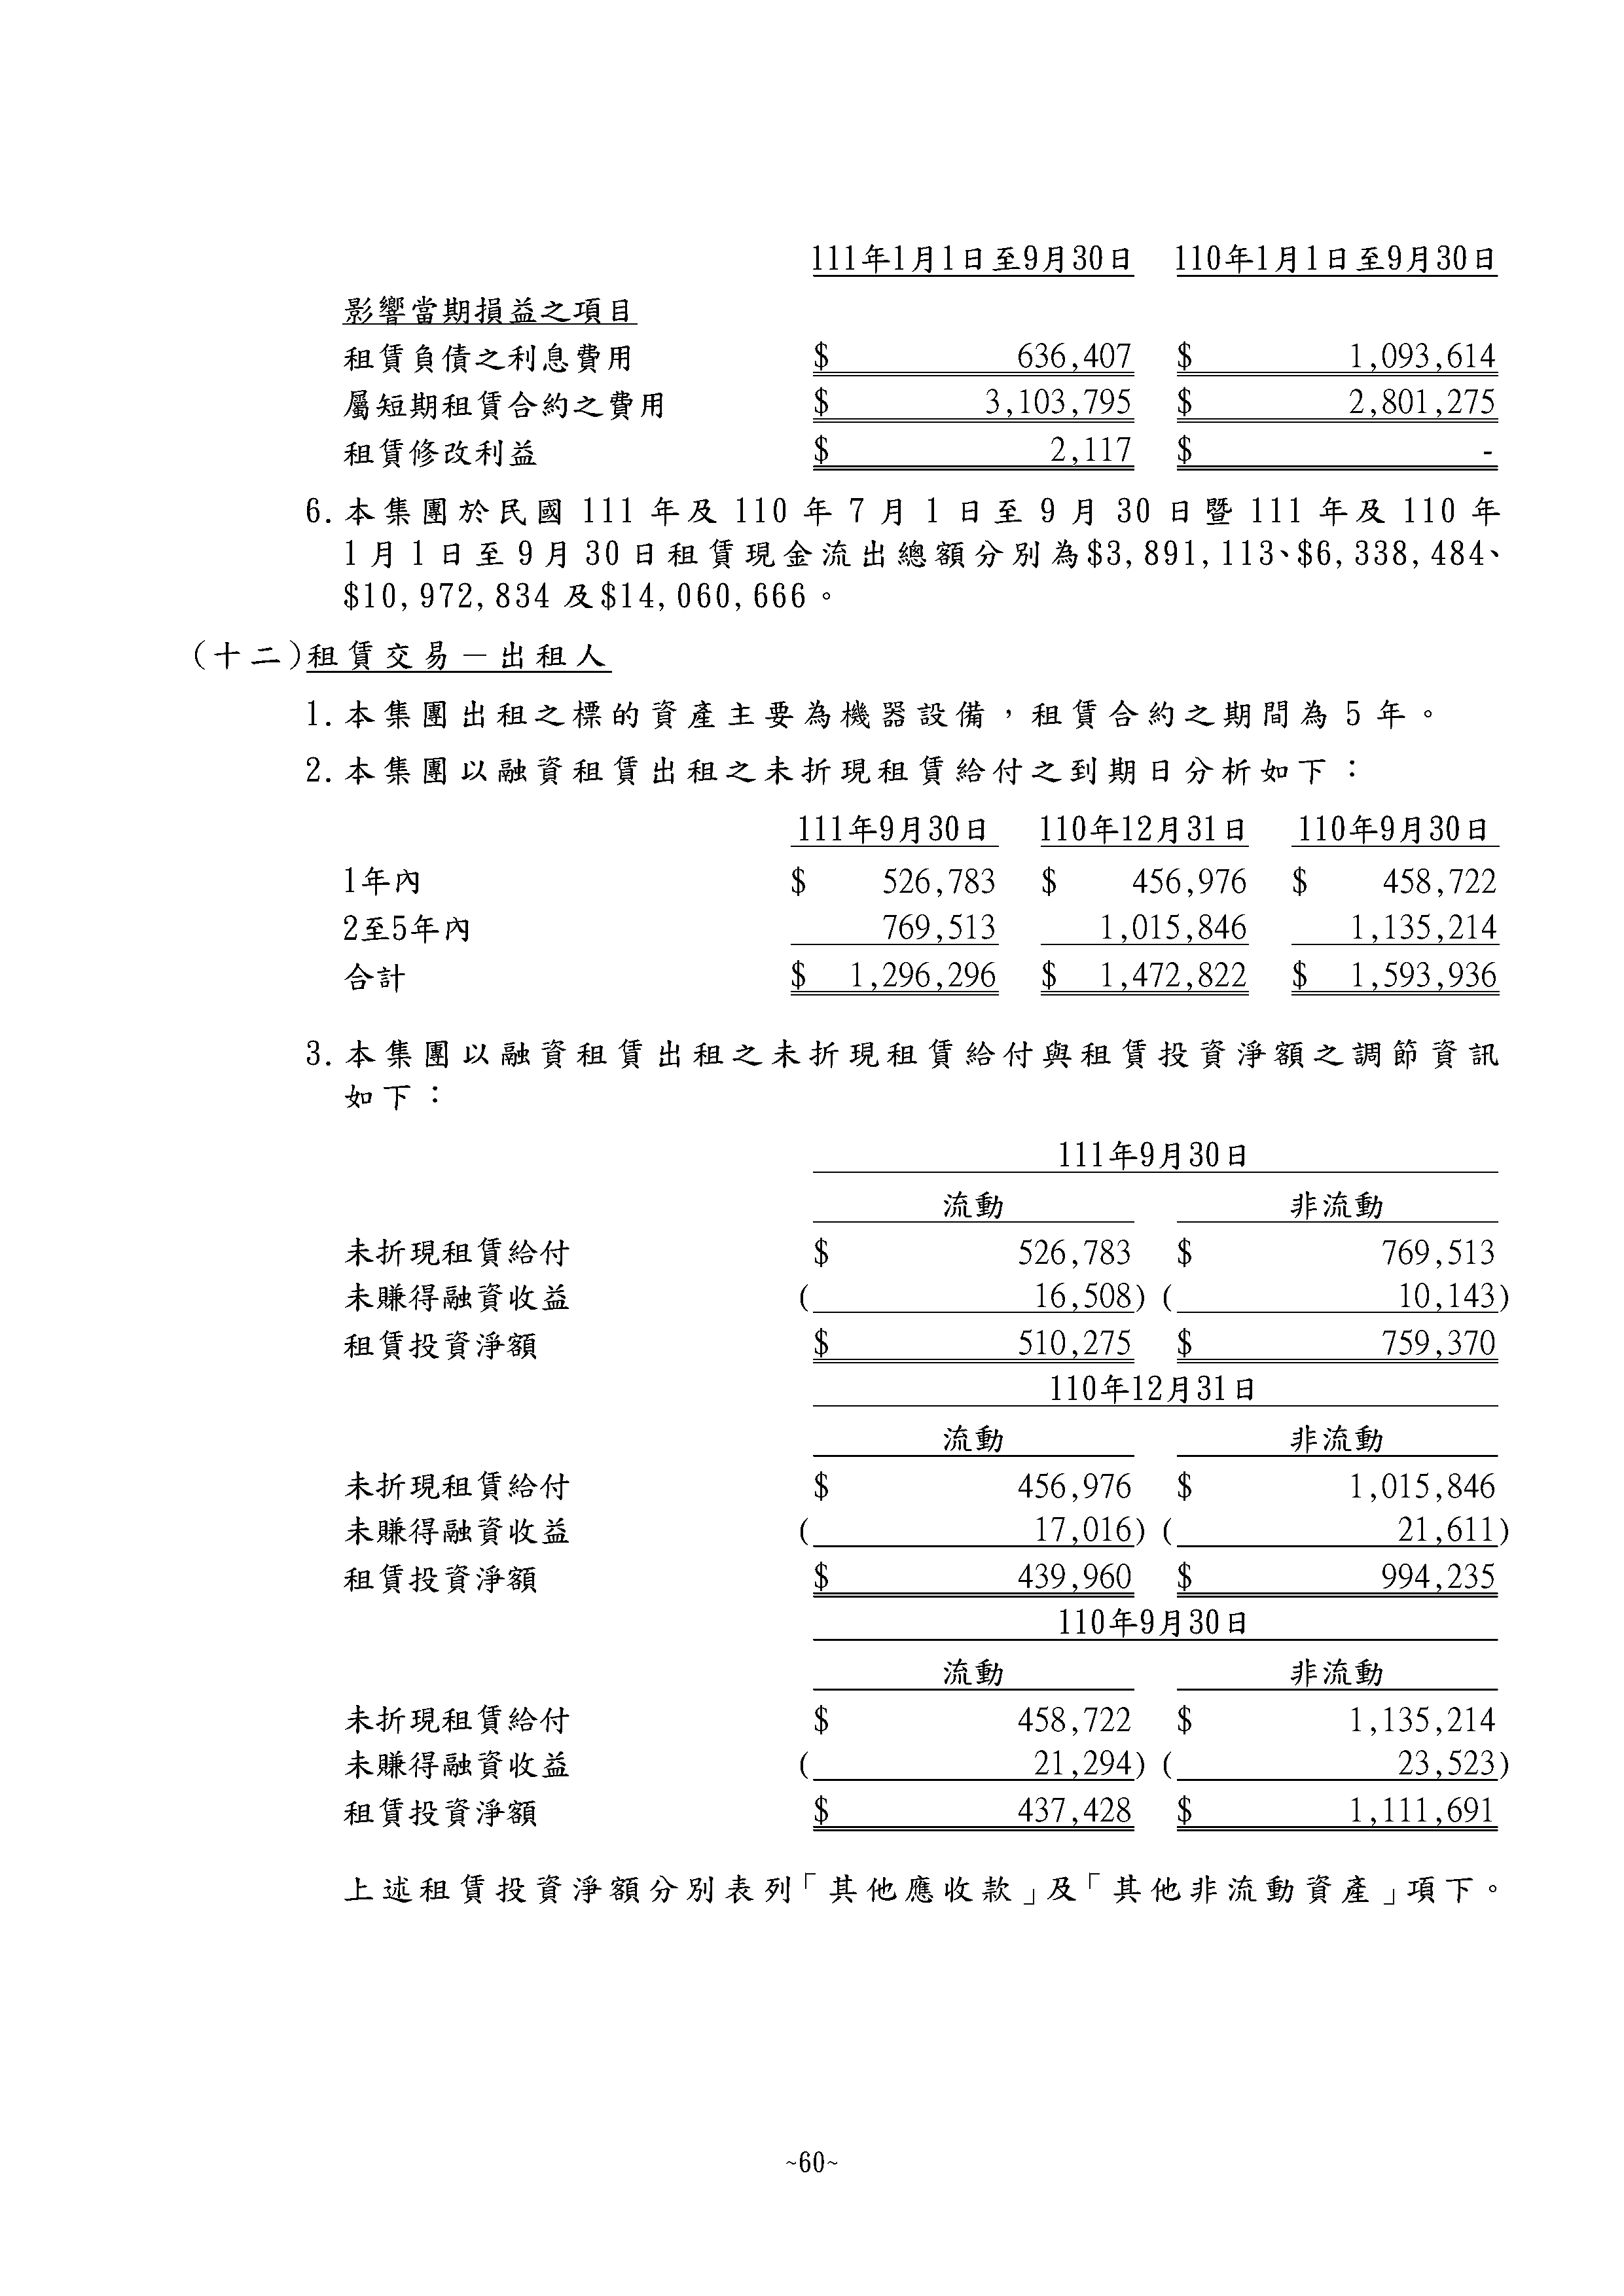 111年1月1日至9月30日 110年1月1日至9月30日
影響當期損益之項目
租賃負債之利息費用 $ 636,407 $ 1,093,614
屬短期租賃合約之費用 $ 3,103,795 $ 2,801,275
租賃修改利益 $ 2,117 $ -
6.本集團於民國 111 年及 110 年 7 月 1 日至 9 月 30 日暨 111 年及 110 年
1 月 1 日至 9 月 30 日租賃現金流出總額分別為$3,891,113、$6,338,484、
$10,972,834 及$14,060,666。
(十二)租賃交易－出租人
1.本集團出租之標的資產主要為機器設備，租賃合約之期間為 5 年。
2.本集團以融資租賃出租之未折現租賃給付之到期日分析如下：
111年9月30日 110年12月31日 110年9月30日
1年內 $ 526,783 $ 456,976 $ 458,722
2至5年內 769,513 1,015,846 1,135,214
合計 $ 1,296,296 $ 1,472,822 $ 1,593,936
3.本集團以融資租賃出租之未折現租賃給付與租賃投資淨額之調節資訊
如下：
111年9月30日
流動 非流動
未折現租賃給付 $ 526,783 $ 769,513
未賺得融資收益 ( 16,508) ( 10,143)
租賃投資淨額 $ 510,275 $ 759,370
110年12月31日
流動 非流動
未折現租賃給付 $ 456,976 $ 1,015,846
未賺得融資收益 ( 17,016) ( 21,611)
租賃投資淨額 $ 439,960 $ 994,235
110年9月30日
流動 非流動
未折現租賃給付 $ 458,722 $ 1,135,214
未賺得融資收益 ( 21,294) ( 23,523)
租賃投資淨額 $ 437,428 $ 1,111,691
上述租賃投資淨額分別表列「其他應收款」及「其他非流動資產」項下。
~60~